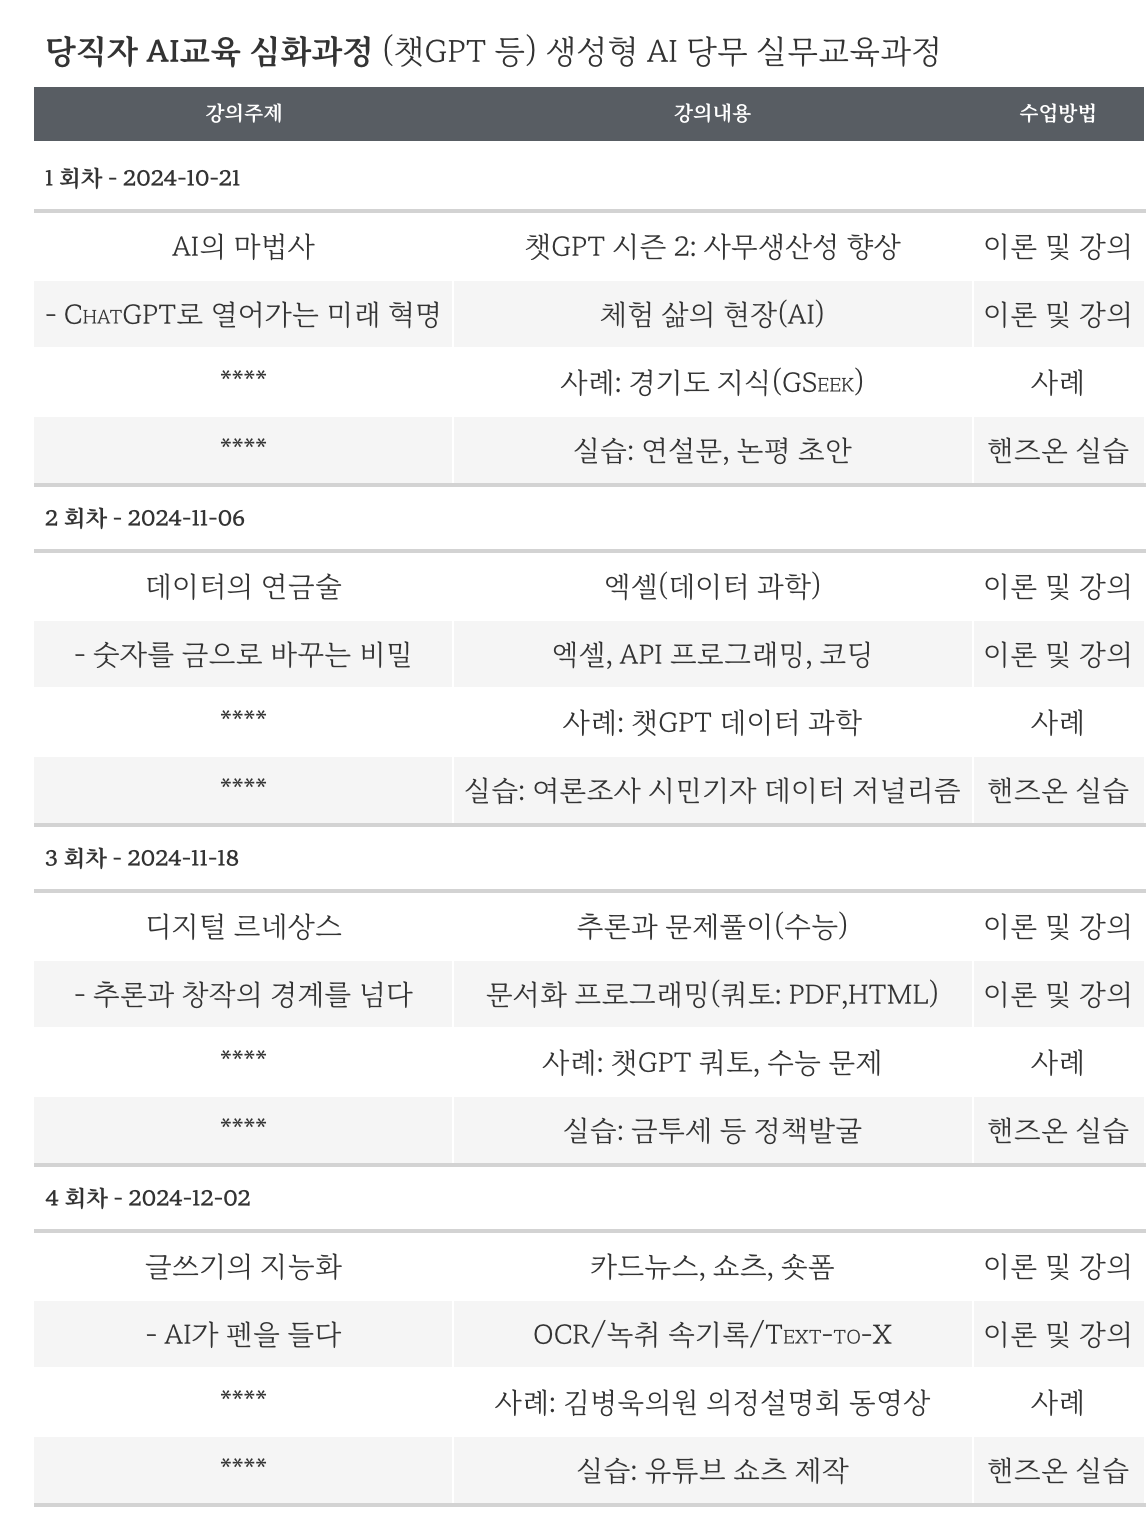 당직자 AI교육 심화과정 (챗GPT 등) 생성형 AI 당무 실무교육과정
강의주제 강의내용 수업방법
1 회차 - 2024-10-21
AI의 마법사 챗GPT 시즌 2: 사무생산성 향상 이론 및 강의
- ChatGPT로 열어가는 미래 혁명 체험 삶의 현장(AI) 이론 및 강의
**** 사례: 경기도 지식(GSeek) 사례
**** 실습: 연설문, 논평 초안 핸즈온 실습
2 회차 - 2024-11-06
데이터의 연금술 엑셀(데이터 과학) 이론 및 강의
- 숫자를 금으로 바꾸는 비밀 엑셀, API 프로그래밍, 코딩 이론 및 강의
**** 사례: 챗GPT 데이터 과학 사례
**** 실습: 여론조사 시민기자 데이터 저널리즘 핸즈온 실습
3 회차 - 2024-11-18
디지털 르네상스 추론과 문제풀이(수능) 이론 및 강의
- 추론과 창작의 경계를 넘다 문서화 프로그래밍(쿼토: PDF,HTML) 이론 및 강의
**** 사례: 챗GPT 쿼토, 수능 문제 사례
**** 실습: 금투세 등 정책발굴 핸즈온 실습
4 회차 - 2024-12-02
글쓰기의 지능화 카드뉴스, 쇼츠, 숏폼 이론 및 강의
- AI가 펜을 들다 OCR/녹취 속기록/Text-to-X 이론 및 강의
**** 사례: 김병욱의원 의정설명회 동영상 사례
**** 실습: 유튜브 쇼츠 제작 핸즈온 실습